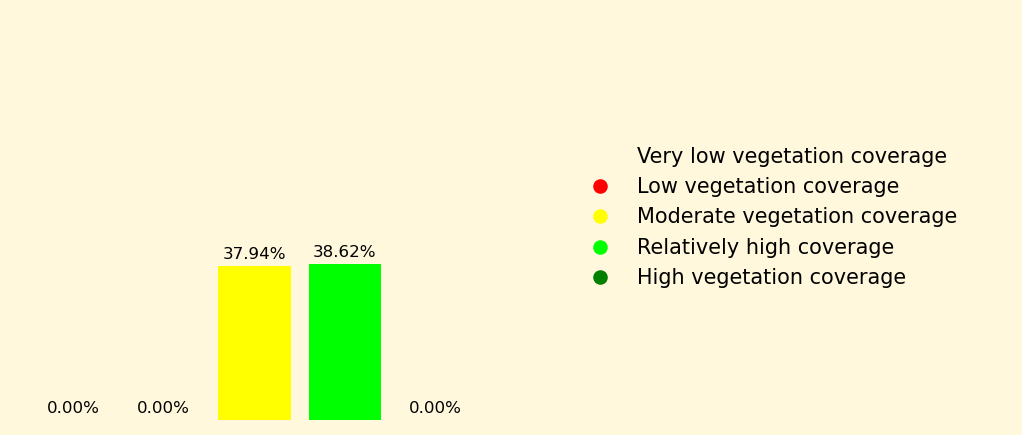 37.94%
38.62%
0.00%
0.00%
0.00%
Very low vegetation coverage
Low vegetation coverage
Moderate vegetation coverage
Relatively high coverage
High vegetation coverage